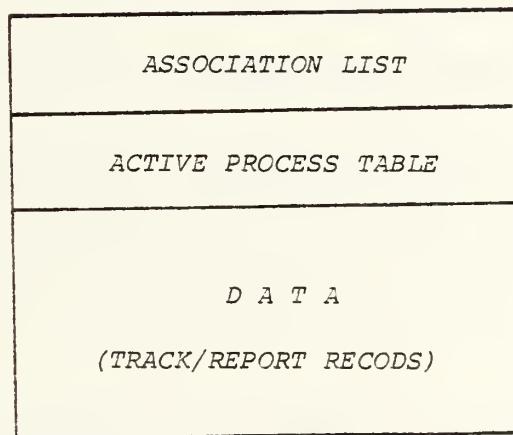 ASSOCIATION LIST
ACTIVE PROCESS TABLE
D A T A
(TRACK/REPORT RECODS)